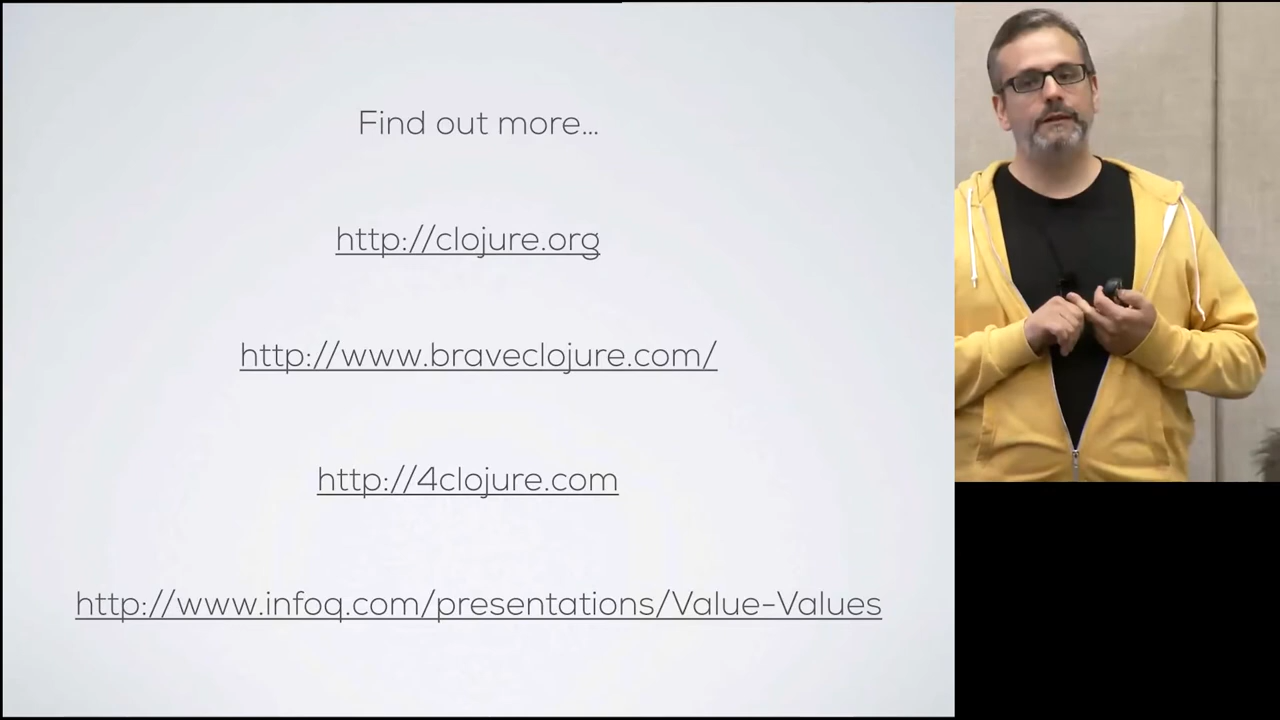 Find out more...
http://clojure.org
http://www.braveclojure.com/
http://4clojure.com
http://www.infoq.com/presentations/Value-Values